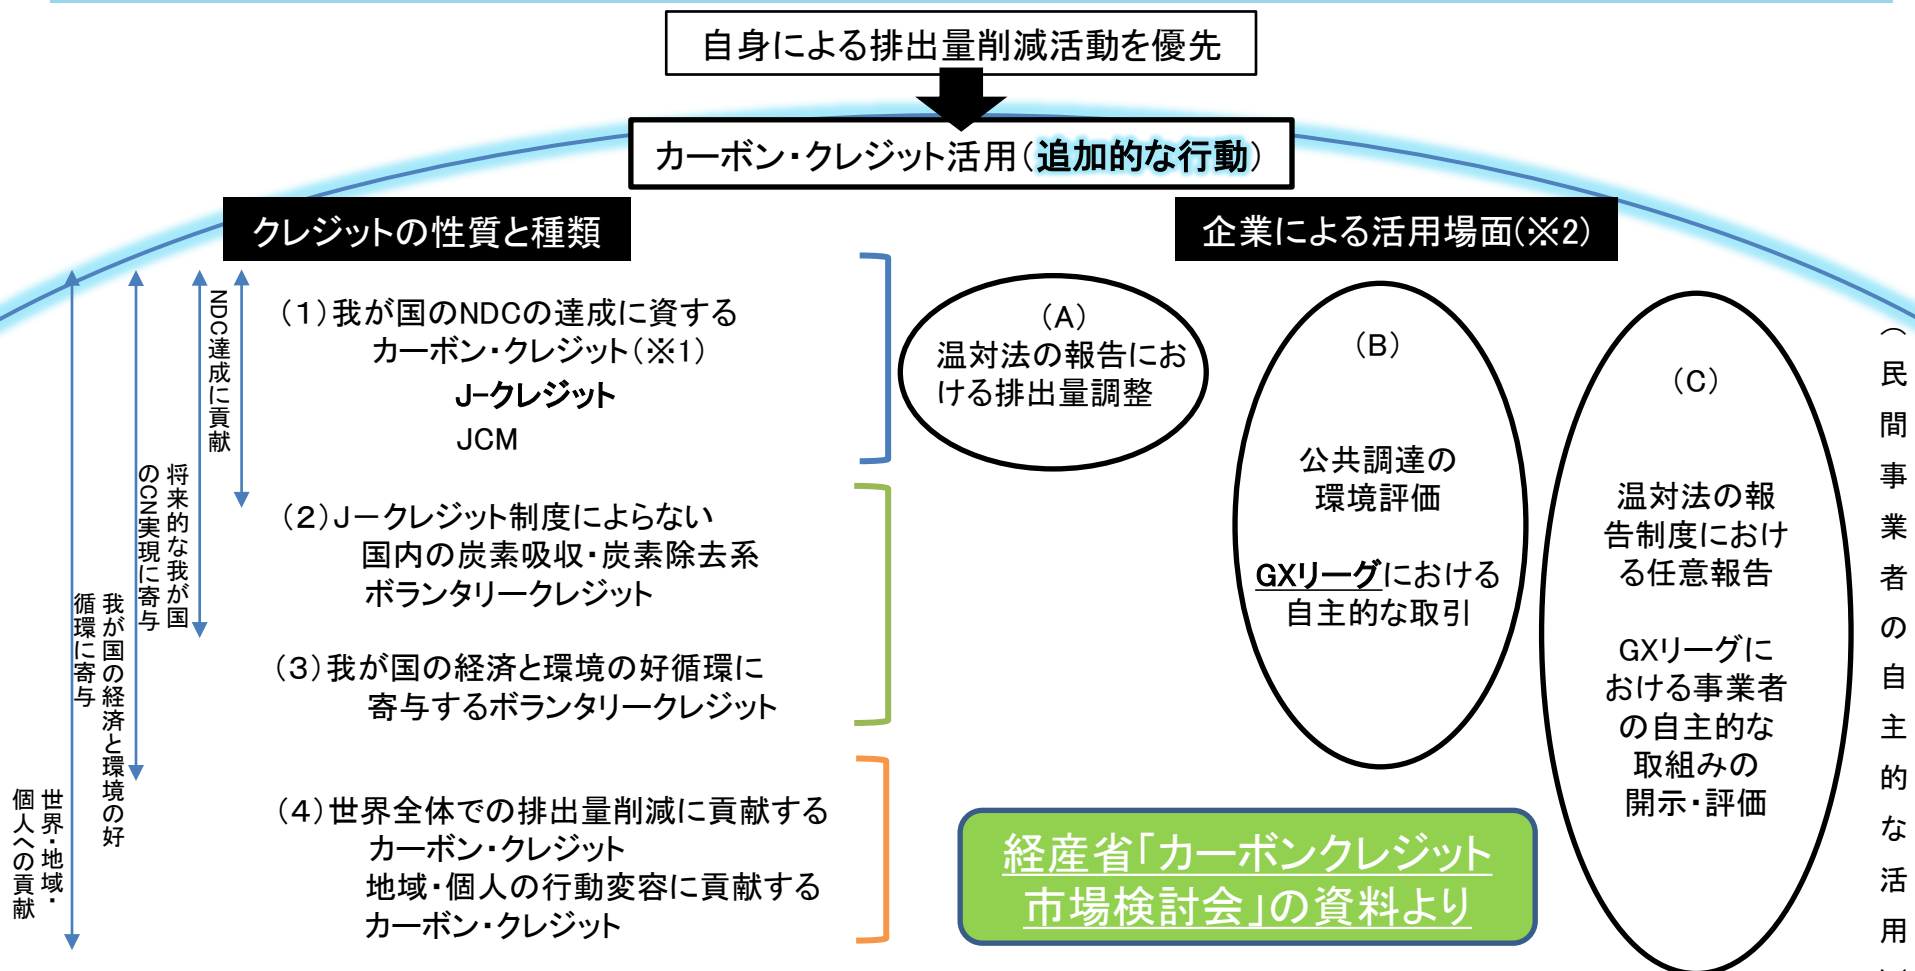 自身による排出量削減活動を優先
カーボン・クレジット活用(追加的な行動)
クレジットの性質と種類
企業による活用場面(※2)
NDC達成に貢献
将来的な我が国
のCN実現に寄与
我が国の経済と環境の好
循環に寄与
世界・地域・
個人への貢献
(1)我が国のNDCの達成に資する
カーボン・クレジット(※1)
J-クレジット
JCM
(2)J－クレジット制度によらない
国内の炭素吸収・炭素除去系
ボランタリークレジット
(3)我が国の経済と環境の好循環に
寄与するボランタリークレジット
(4)世界全体での排出量削減に貢献する
カーボン・クレジット
地域・個人の行動変容に貢献する
カーボン・クレジット
(A)
温対法の報告にお
ける排出量調整
(B)
公共調達の
環境評価
GXリーグにおける
自主的な取引
(C)
温対法の報
告制度におけ
る任意報告
GXリーグに
おける事業者
の自主的な
取組みの
開示・評価
(民間事業者の自主的な活用)
経産省「カーボンクレジット
市場検討会」の資料より